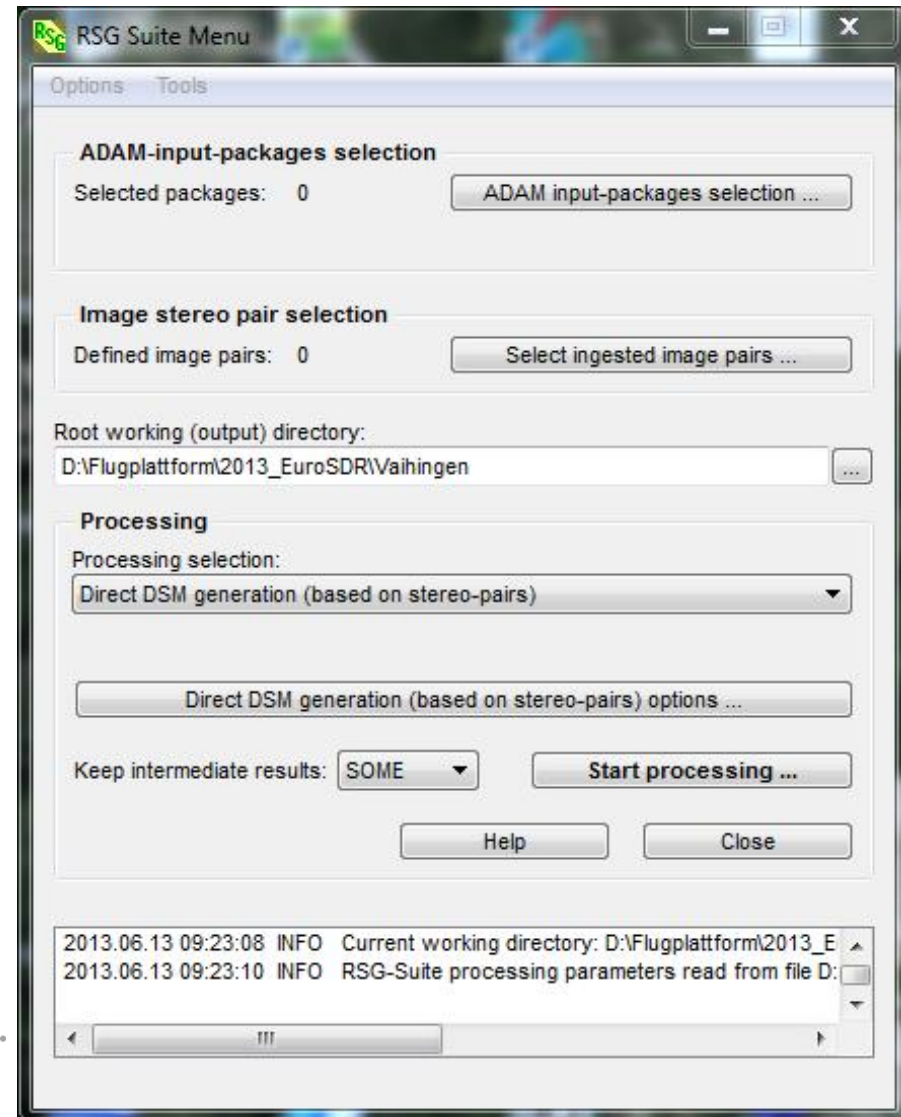 RSG
RSG Suite Menu
Options Tools
ADAM-input-packages selection
Selected packages: 0 ADAM input-packages selection ...
Image stereo pair selection
Defined image pairs: 0 Select ingested image pairs ...
Root working (output) directory:
D:\Flugplattform\2013_EuroSDR\Vaihingen ...
Processing
Processing selection:
Direct DSM generation (based on stereo-pairs)
Direct DSM generation (based on stereo-pairs) options ...
Keep intermediate results: SOME Start processing ...
Help Close
2013.06.13 09:23:08 INFO Current working directory: D:\Flugplattform\2013_E
2013.06.13 09:23:10 INFO RSG-Suite processing parameters read from file D: